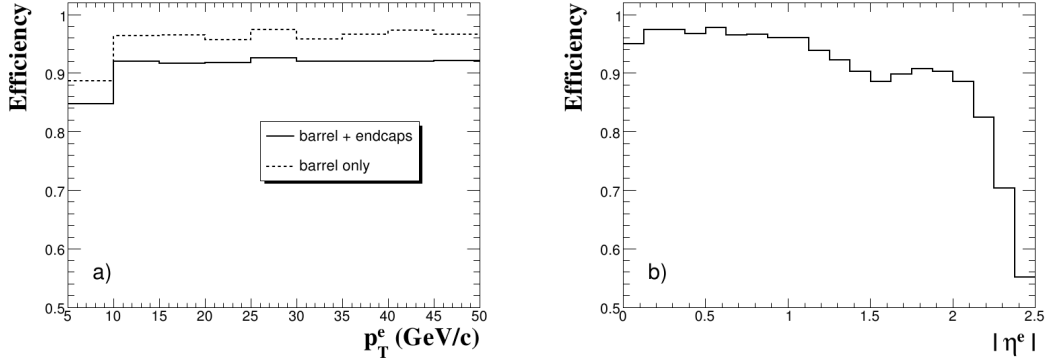 Efficiency
1
0.9
0.8
0.7
0.6
0.5
barrel + endcaps
barrel only
a)
5 10 15 20 25 30 35 40 45 50
p_T^e (GeV/c)
Efficiency
1
0.9
0.8
0.7
0.6
0.5
b)
0 0.5 1 1.5 2 2.5
| η^e |